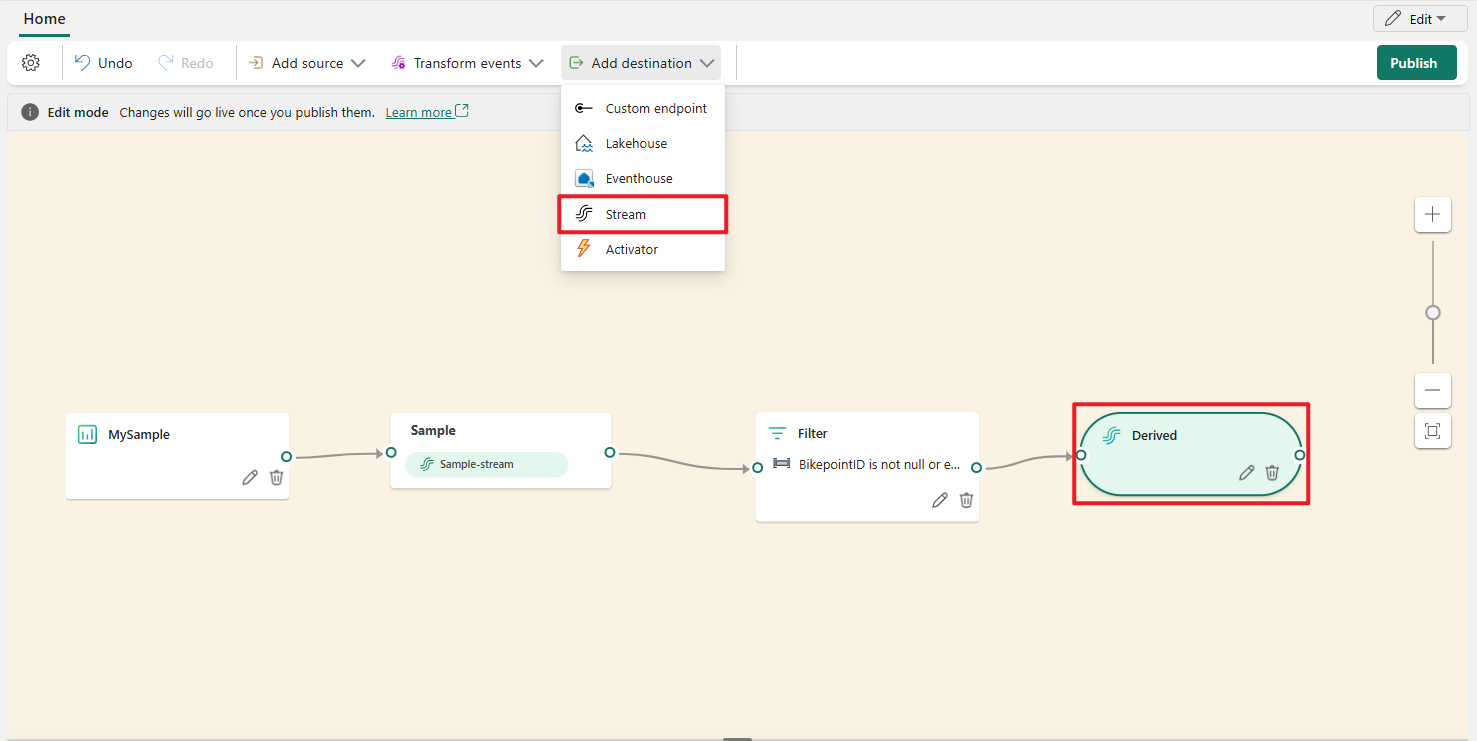 Home
Edit
Undo
Redo
Add source
Transform events
Add destination
Publish
Edit mode Changes will go live once you publish them. Learn more
Custom endpoint
Lakehouse
Eventhouse
Stream
Activator
MySample
Sample
Sample-stream
Filter
BikepointID is not null or e...
Derived